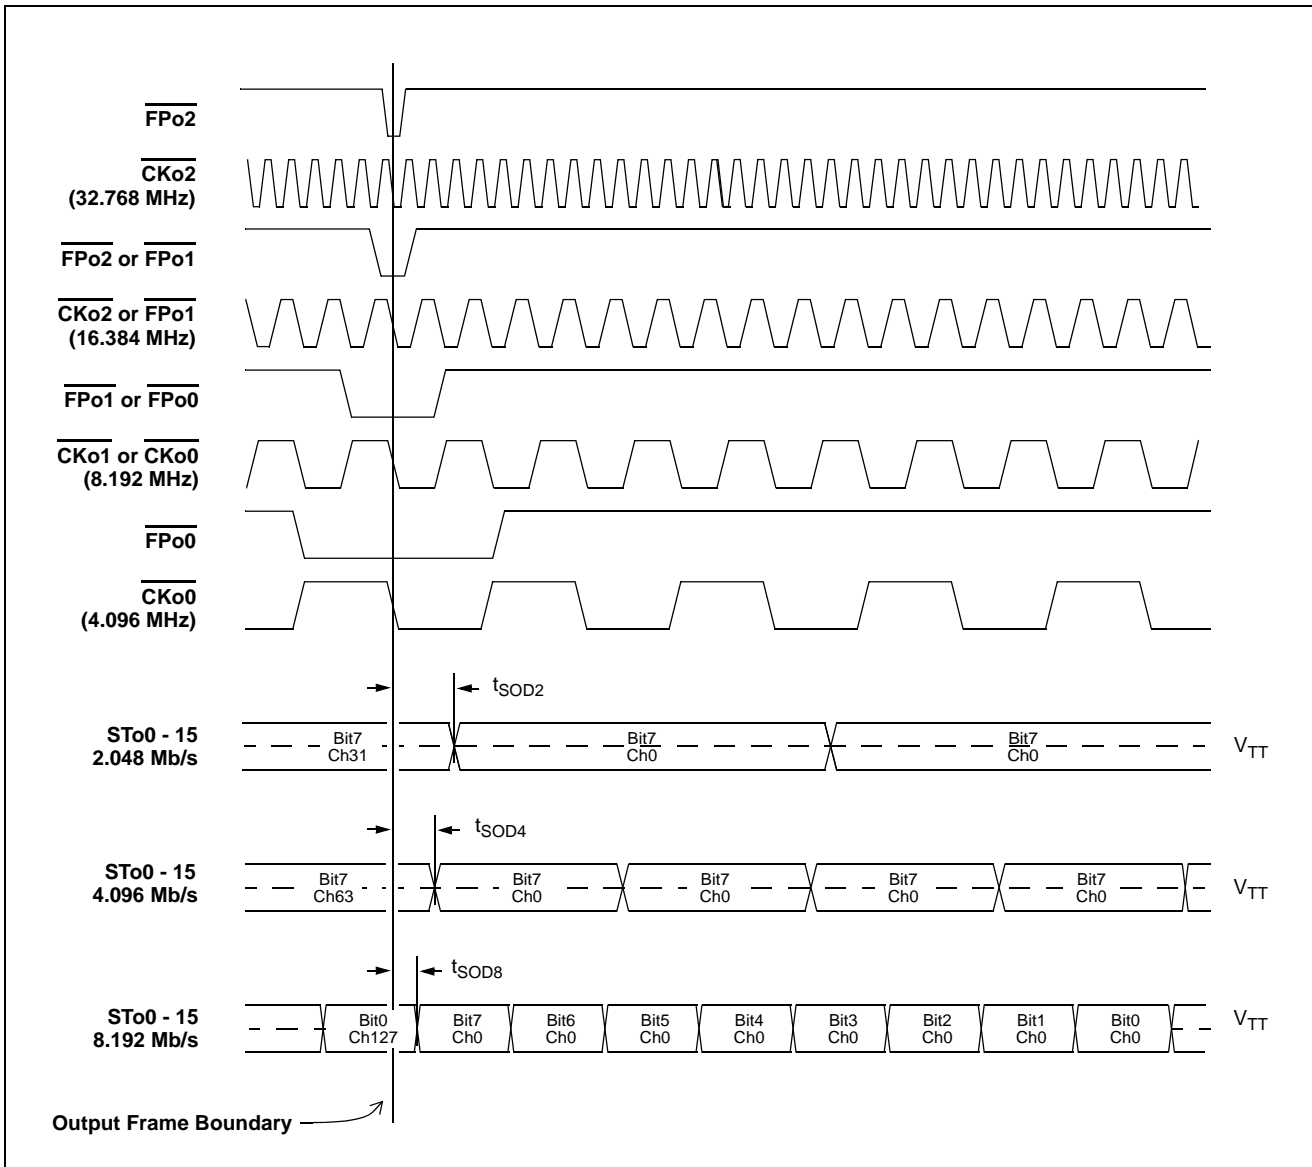 FPo2
CKo2
(32.768 MHz)
FPo2 or FPo1
CKo2 or FPo1
(16.384 MHz)
FPo1 or FPo0
CKo1 or CKo0
(8.192 MHz)
FPo0
CKo0
(4.096 MHz)
tSOD2
STo0 - 15
2.048 Mb/s
Bit7
Ch31
Bit7
Ch0
Bit7
Ch0
VTT
tSOD4
STo0 - 15
4.096 Mb/s
Bit7
Ch63
Bit7
Ch0
Bit7
Ch0
Bit7
Ch0
Bit7
Ch0
VTT
tSOD8
STo0 - 15
8.192 Mb/s
Bit0
Ch127
Bit7
Ch0
Bit6
Ch0
Bit5
Ch0
Bit4
Ch0
Bit3
Ch0
Bit2
Ch0
Bit1
Ch0
Bit0
Ch0
VTT
Output Frame Boundary